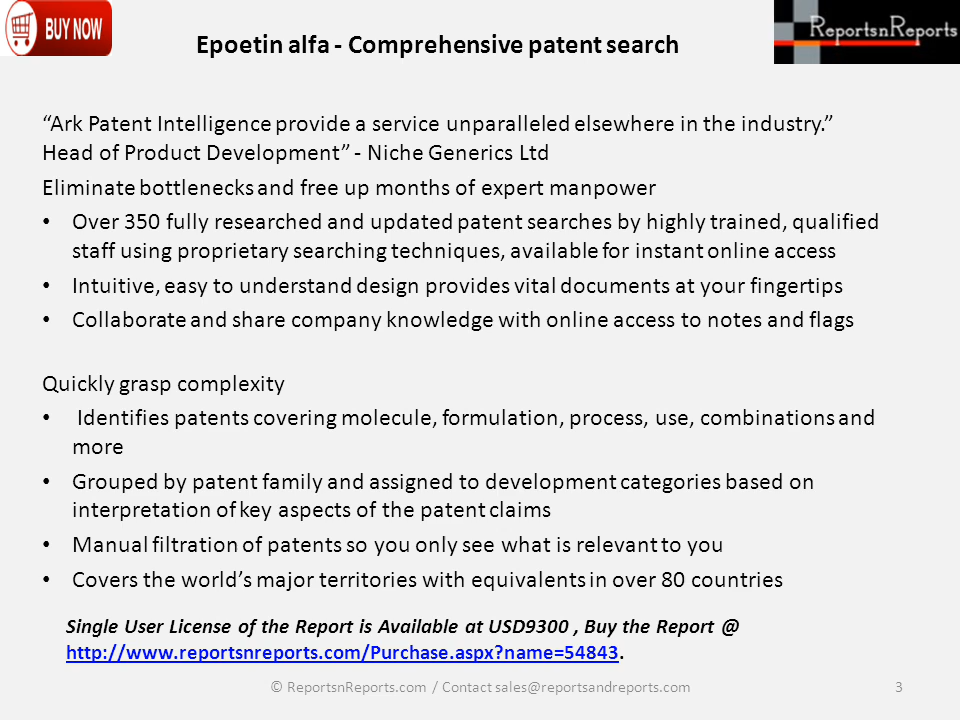 BUY NOW
Epoetin alfa - Comprehensive patent search
ReportsnReports
“Ark Patent Intelligence provide a service unparalleled elsewhere in the industry.”
Head of Product Development” - Niche Generics Ltd
Eliminate bottlenecks and free up months of expert manpower
• Over 350 fully researched and updated patent searches by highly trained, qualified
staff using proprietary searching techniques, available for instant online access
• Intuitive, easy to understand design provides vital documents at your fingertips
• Collaborate and share company knowledge with online access to notes and flags
Quickly grasp complexity
• Identifies patents covering molecule, formulation, process, use, combinations and
more
• Grouped by patent family and assigned to development categories based on
interpretation of key aspects of the patent claims
• Manual filtration of patents so you only see what is relevant to you
• Covers the world’s major territories with equivalents in over 80 countries
Single User License of the Report is Available at USD9300 , Buy the Report @
http://www.reportsnreports.com/Purchase.aspx?name=54843.
© ReportsnReports.com / Contact sales@reportsandreports.com
3